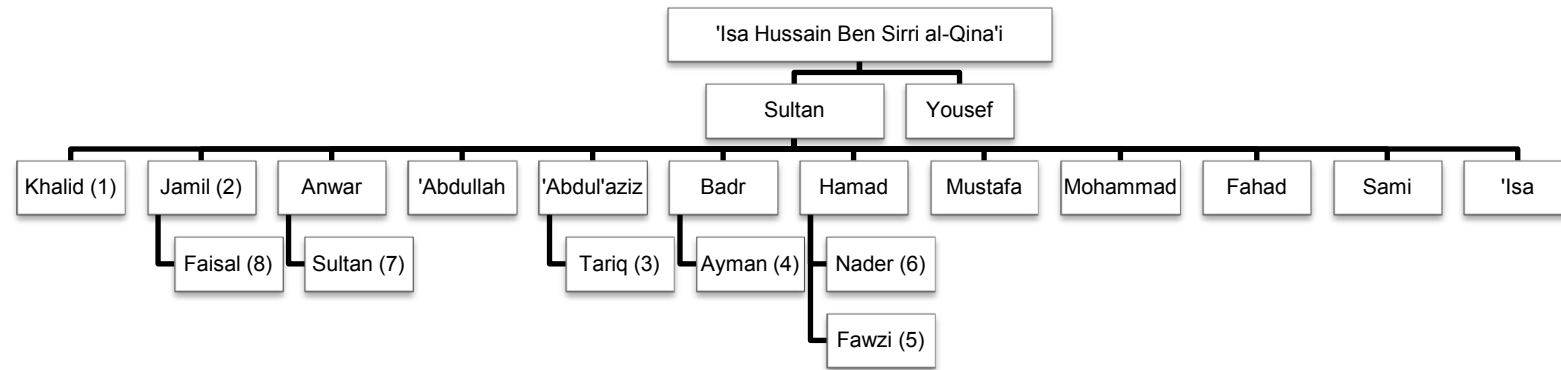 'Isa Hussain Ben Sirri al-Qina'i
Sultan
Yousef
Khalid (1)
Jamil (2)
Anwar
'Abdullah
'Abdul'aziz
Badr
Hamad
Mustafa
Mohammad
Fahad
Sami
'Isa
Faisal (8)
Sultan (7)
Tariq (3)
Ayman (4)
Nader (6)
Fawzi (5)